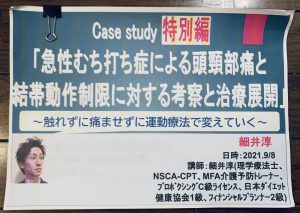 Case study 特別編
「急性むち打ち症による頭頸部痛と
結帯動作制限に対する考察と治療展開」
～触れずに痛ませずに運動療法で変えていく～
細井淳
日時:2021.9/8
講師:細井淳(理学療法士、
NSCA-CPT、MFA介護予防トレーナー、
プロボクシングC級ライセンス、日本ダイエット
健康協会1級、ファイナンシャルプランナー2級)